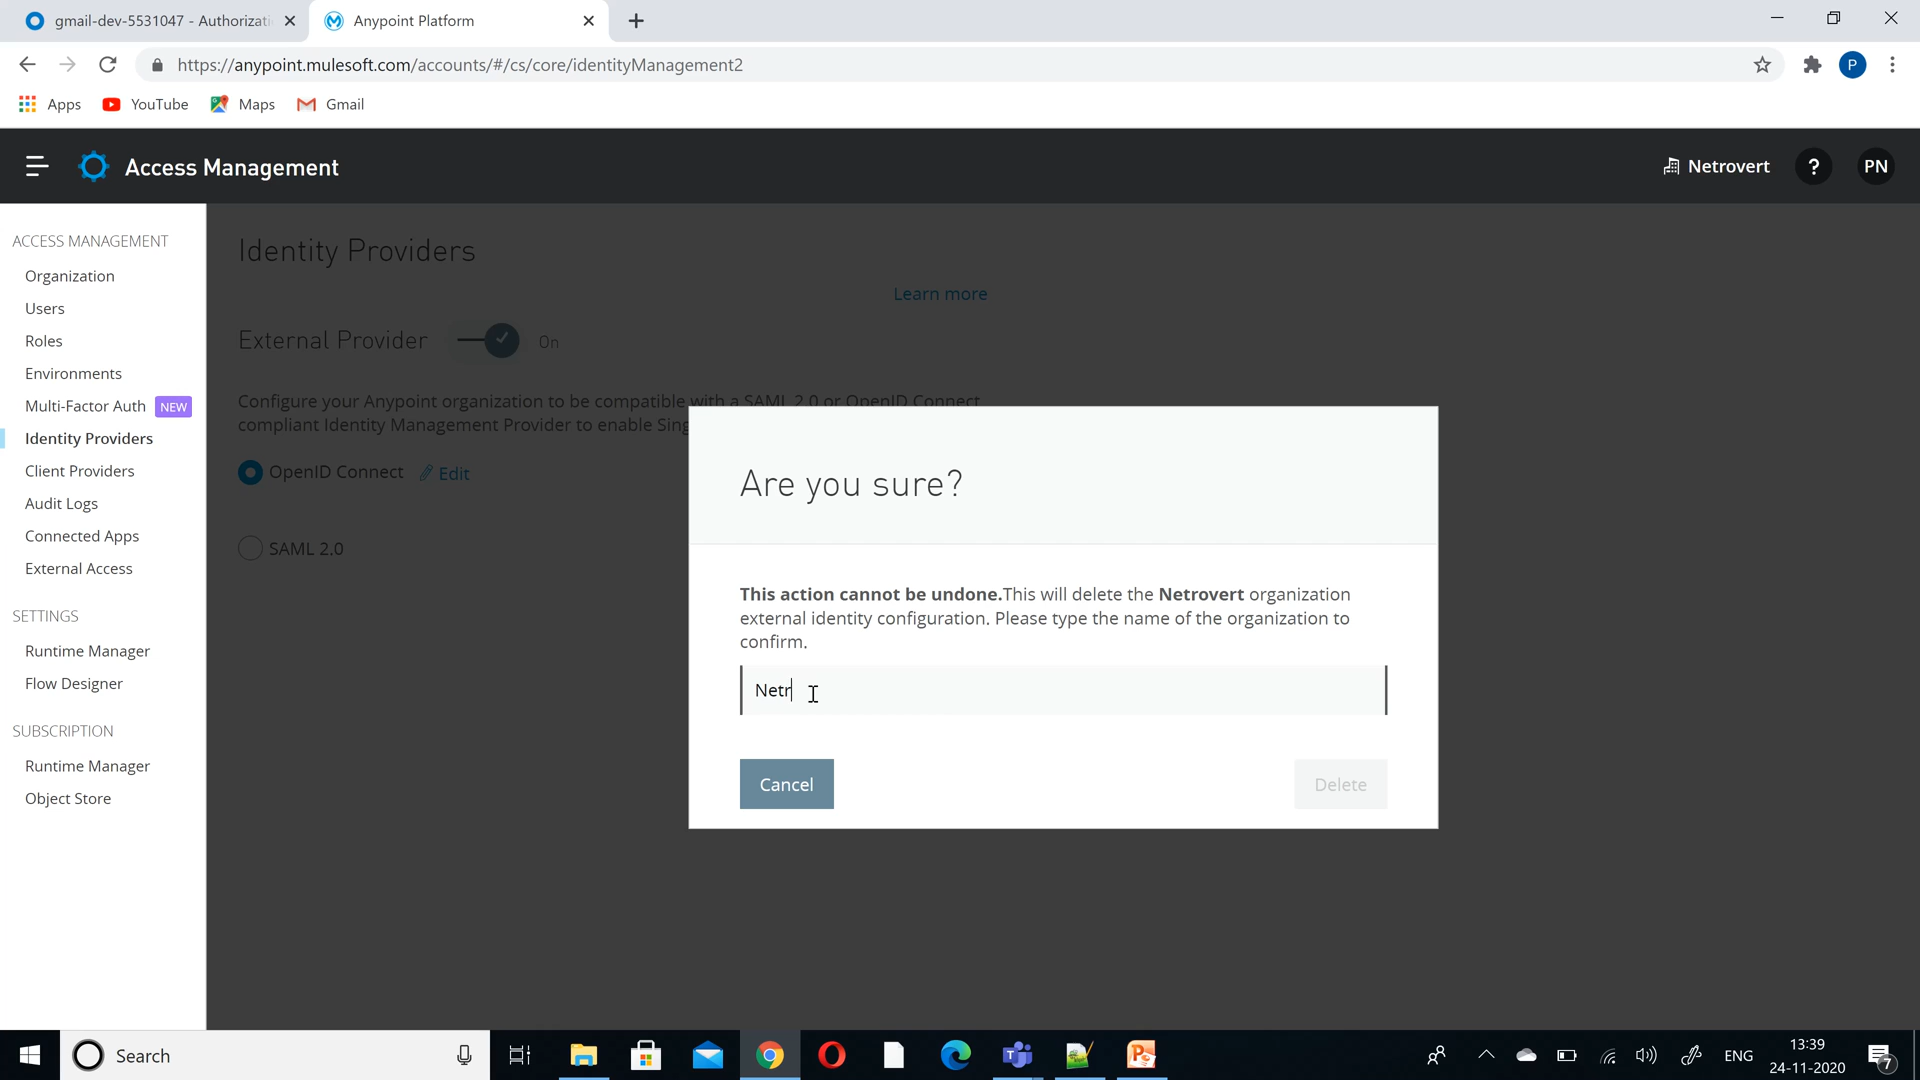 gmail-dev-5531047 - Authorizati
Anypoint Platform
https://anypoint.mulesoft.com/accounts/#/cs/core/identityManagement2
P
Apps
YouTube
Maps
Gmail
Access Management
Netrovert
?
PN
ACCESS MANAGEMENT
Organization
Users
Roles
Environments
Multi-Factor Auth NEW
Identity Providers
Client Providers
Audit Logs
Connected Apps
External Access
SETTINGS
Runtime Manager
Flow Designer
SUBSCRIPTION
Runtime Manager
Object Store
Identity Providers
Learn more
External Provider
On
Configure your Anypoint organization to be compatible with a SAML 2.0 or OpenID Connect
compliant Identity Management Provider to enable Sing
OpenID Connect
Edit
SAML 2.0
Are you sure?
This action cannot be undone.This will delete the Netrovert organization
external identity configuration. Please type the name of the organization to
confirm.
Netr
Cancel
Delete
Search
ENG
13:39
24-11-2020
7